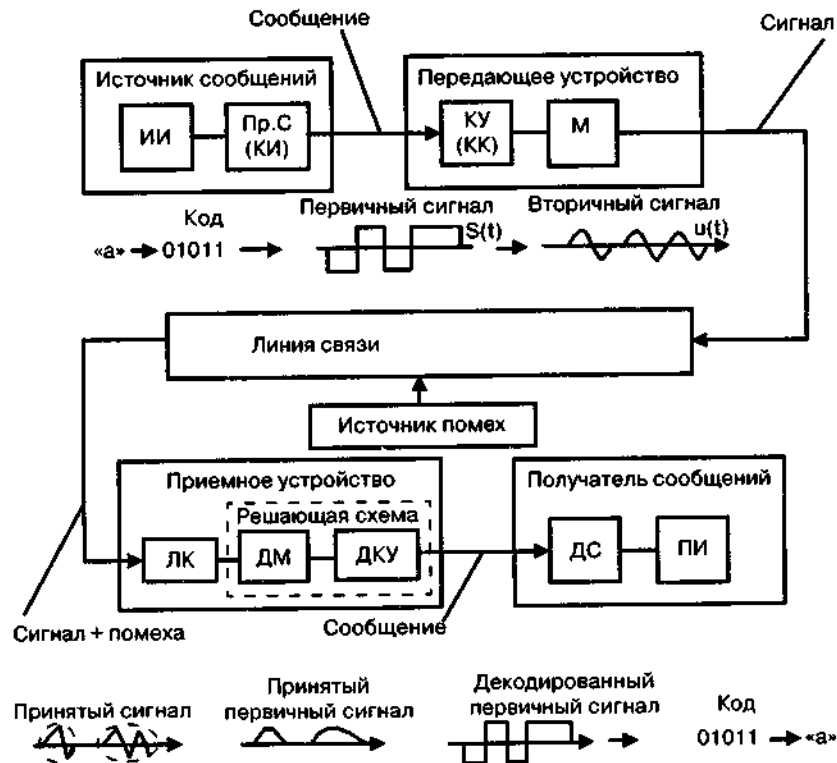 Сообщение
Сигнал
Источник сообщений
Передающее устройство
ИИ
Пр.С
(КИ)
КУ
(КК)
М
Код
Первичный сигнал
Вторичный сигнал
«а»
01011
S(t)
u(t)
Линия связи
Источник помех
Приемное устройство
Получатель сообщений
Решающая схема
ЛК
ДМ
ДКУ
ДС
ПИ
Сигнал + помеха
Сообщение
Принятый сигнал
Принятый
первичный сигнал
Декодированный
первичный сигнал
Код
01011
«а»